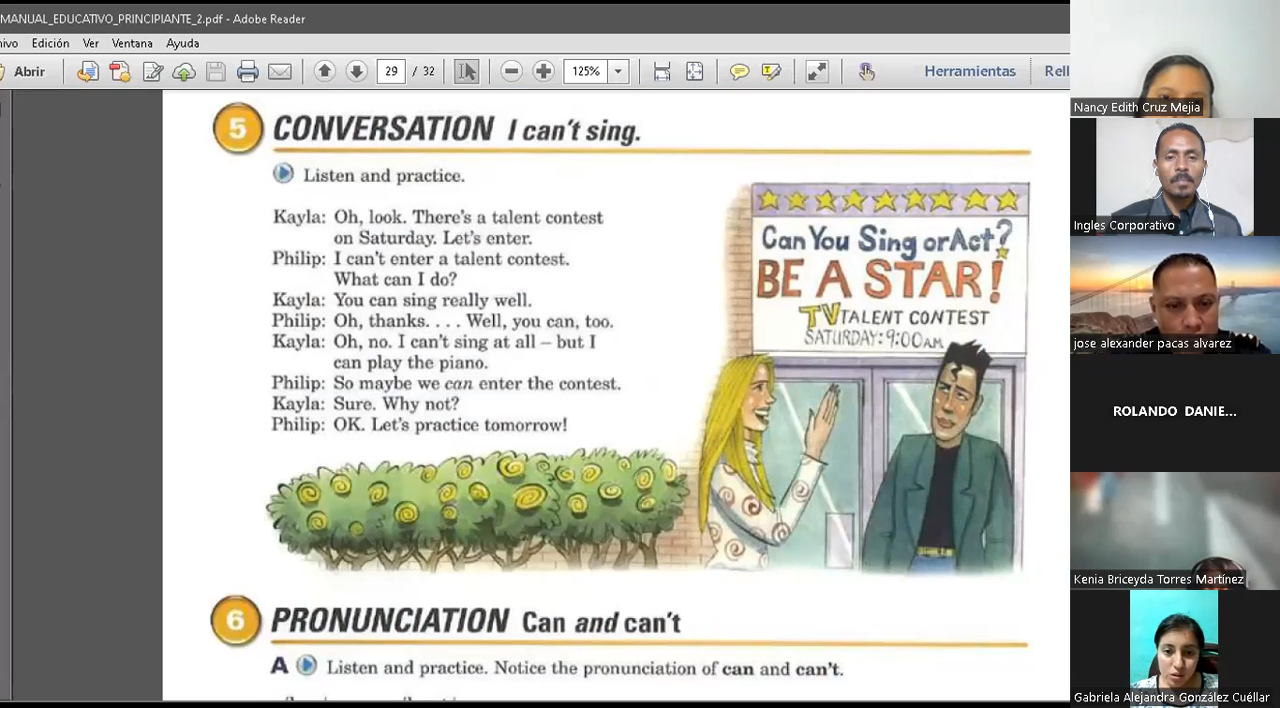 MANUAL_EDUCATIVO_PRINCIPIANTE_2.pdf - Adobe Reader
Edición Ver Ventana Ayuda
Abrir 29 / 32 125% Herramientas
5 CONVERSATION I can't sing.
Listen and practice.
Kayla: Oh, look. There's a talent contest
on Saturday. Let's enter.
Philip: I can't enter a talent contest.
What can I do?
Kayla: You can sing really well.
Philip: Oh, thanks. . . . Well, you can, too.
Kayla: Oh, no. I can't sing at all – but I
can play the piano.
Philip: So maybe we can enter the contest.
Kayla: Sure. Why not?
Philip: OK. Let's practice tomorrow!
Can You Sing or Act?
BE A STAR!
TV TALENT CONTEST
SATURDAY: 9:00 A.M.
6 PRONUNCIATION Can and can't
A Listen and practice. Notice the pronunciation of can and can't.
Nancy Edith Cruz Mejia
Ingles Corporativo
jose alexander pacas alvarez
ROLANDO DANIE...
Kenia Briceyda Torres Martínez
Gabriela Alejandra González Cuéllar